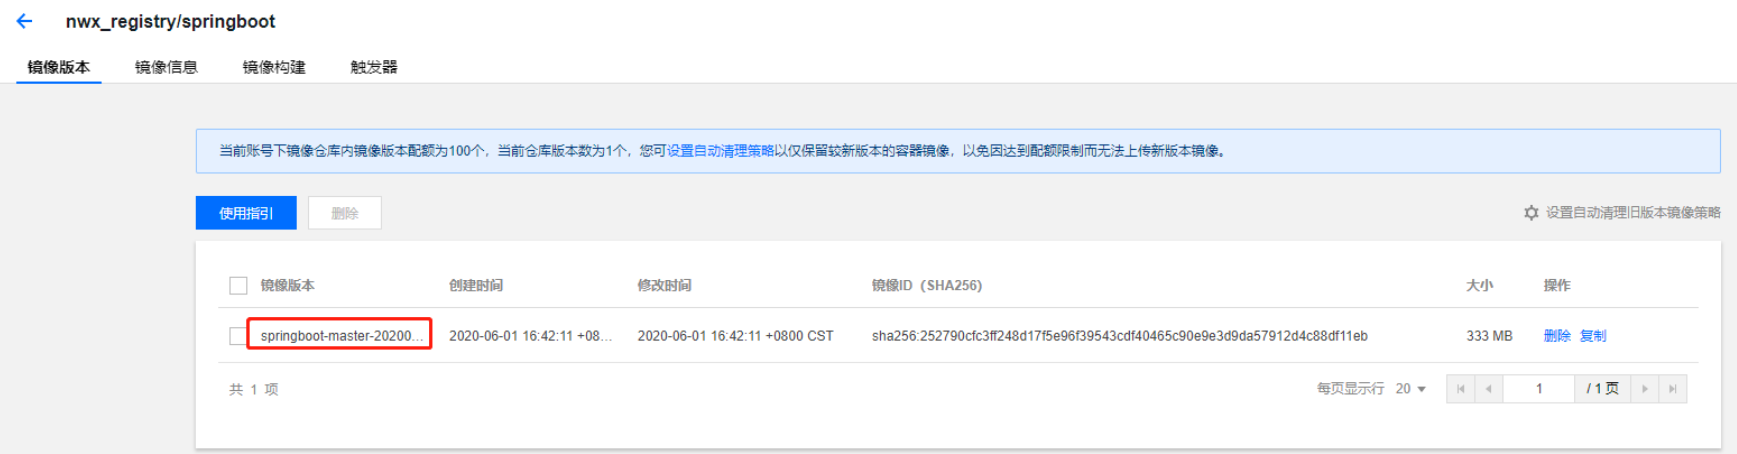 nwx_registry/springboot
镜像版本 镜像信息 镜像构建 触发器
当前账号下镜像仓库内镜像版本配额为100个，当前仓库版本数为1个，您可设置自动清理策略以仅保留较新版本的容器镜像，以免因达到配额限制而无法上传新版本镜像。
使用指引 删除 设置自动清理旧版本镜像策略
镜像版本 创建时间 修改时间 镜像ID（SHA256) 大小 操作
springboot-master-20200... 2020-06-01 16:42:11 +08... 2020-06-01 16:42:11 +0800 CST sha256:252790cfc3ff248d17f5e96f39543cdf40465c90e9e3d9da57912d4c88df11eb 333 MB 删除 复制
共 1 项 每页显示行 20 1 / 1 页